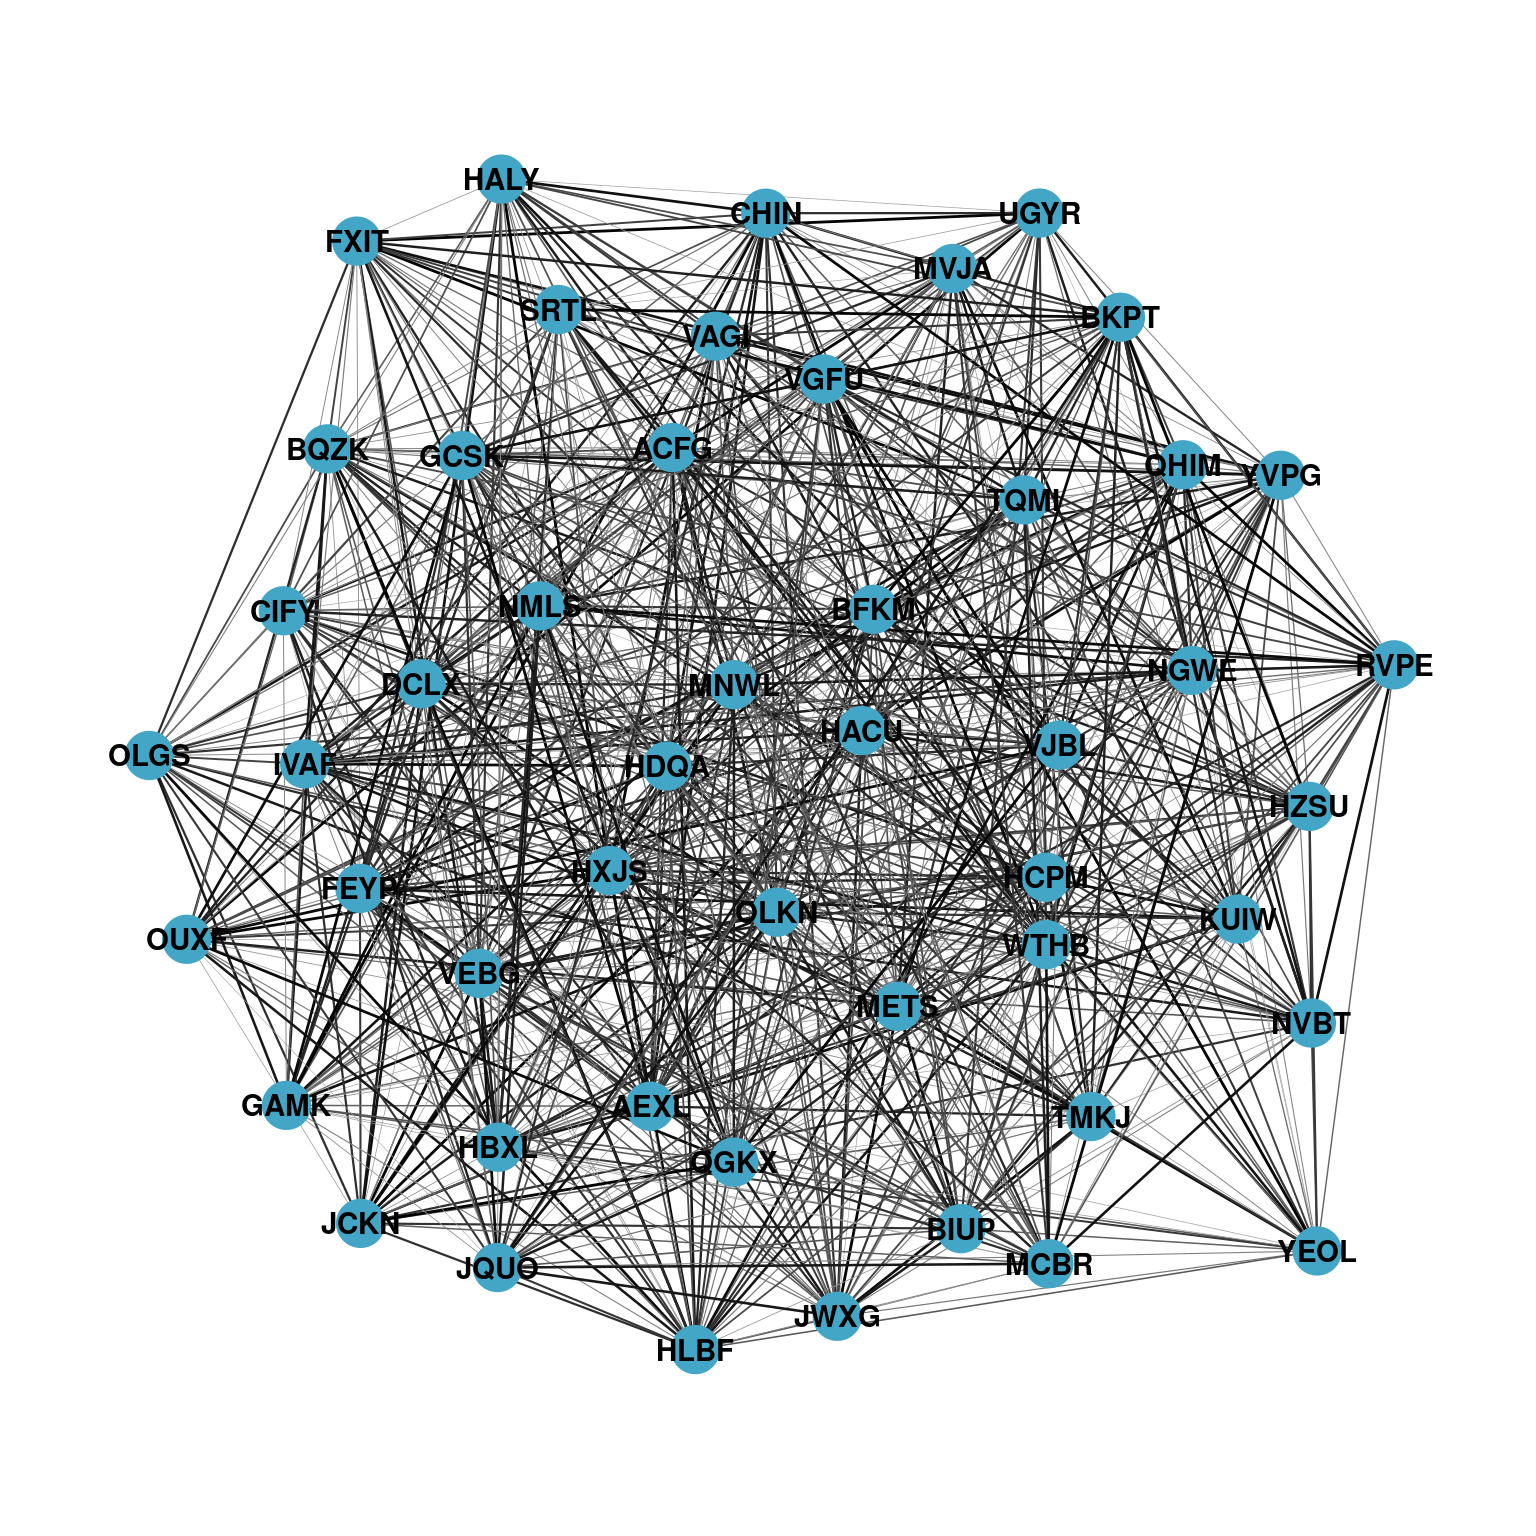 HALY
CHIN
UGYR
FXIT
MVJA
SRTL
BKPT
VAGI
VGFU
BQZK
GCSK
ACFG
QHIM
YVPG
TQMI
CIFY
NMLS
BFKM
DCLX
MNWL
NGWE
RVPE
HACU
VJBL
OLGS
IVAF
HDQA
HZSU
HXJS
HCPM
FEYP
OLKN
KUIW
OUXF
WTHB
VEBG
METS
NVBT
GAMK
AEXL
TMKJ
HBXL
QGKX
JCKN
BIUP
YEOL
JQUO
MCBR
JWXG
HLBF